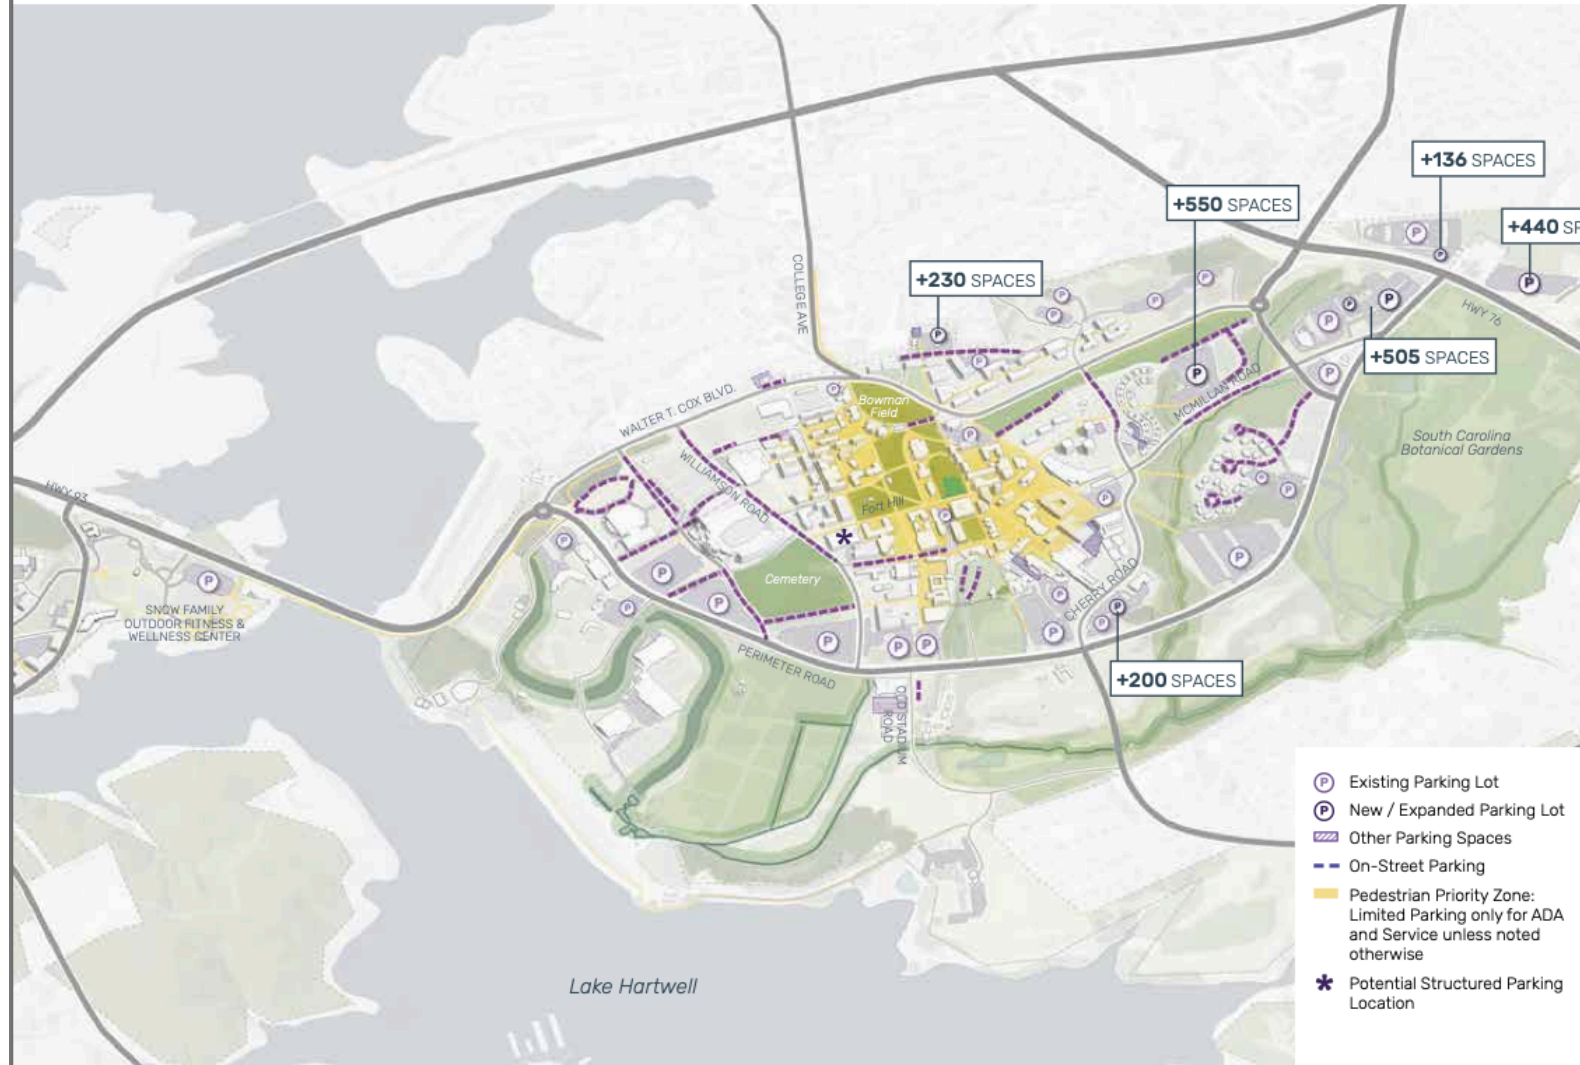 +136 SPACES
+550 SPACES
+440 SP
+230 SPACES
+505 SPACES
+200 SPACES
COLLEGE AVE
HWY 76
WALTER T. COX BLVD.
Bowman
Field
MCMILLAN ROAD
South Carolina
Botanical Gardens
WILLIAMSON ROAD
HWY 93
Fort Hill
Cemetery
CHERRY ROAD
SNOW FAMILY
OUTDOOR FITNESS &
WELLNESS CENTER
PERIMETER ROAD
OLD STADIUM
ROAD
Lake Hartwell
P Existing Parking Lot
P New / Expanded Parking Lot
Other Parking Spaces
On-Street Parking
Pedestrian Priority Zone:
Limited Parking only for ADA
and Service unless noted
otherwise
* Potential Structured Parking
Location